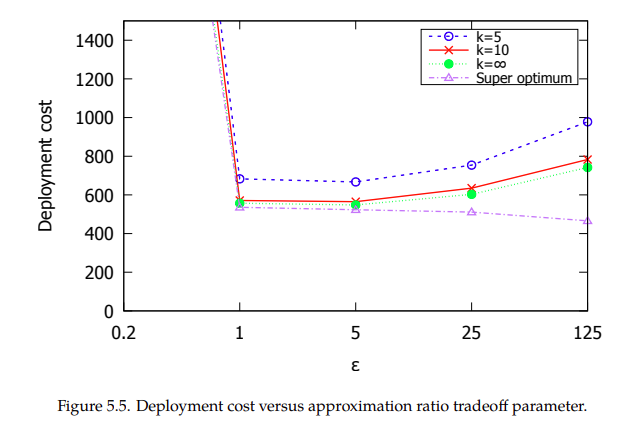 1400
1200
1000
800
600
400
200
0
Deployment cost
k=5
k=10
k=∞
Super optimum
0.2 1 5 25 125
ε
Figure 5.5. Deployment cost versus approximation ratio tradeoff parameter.